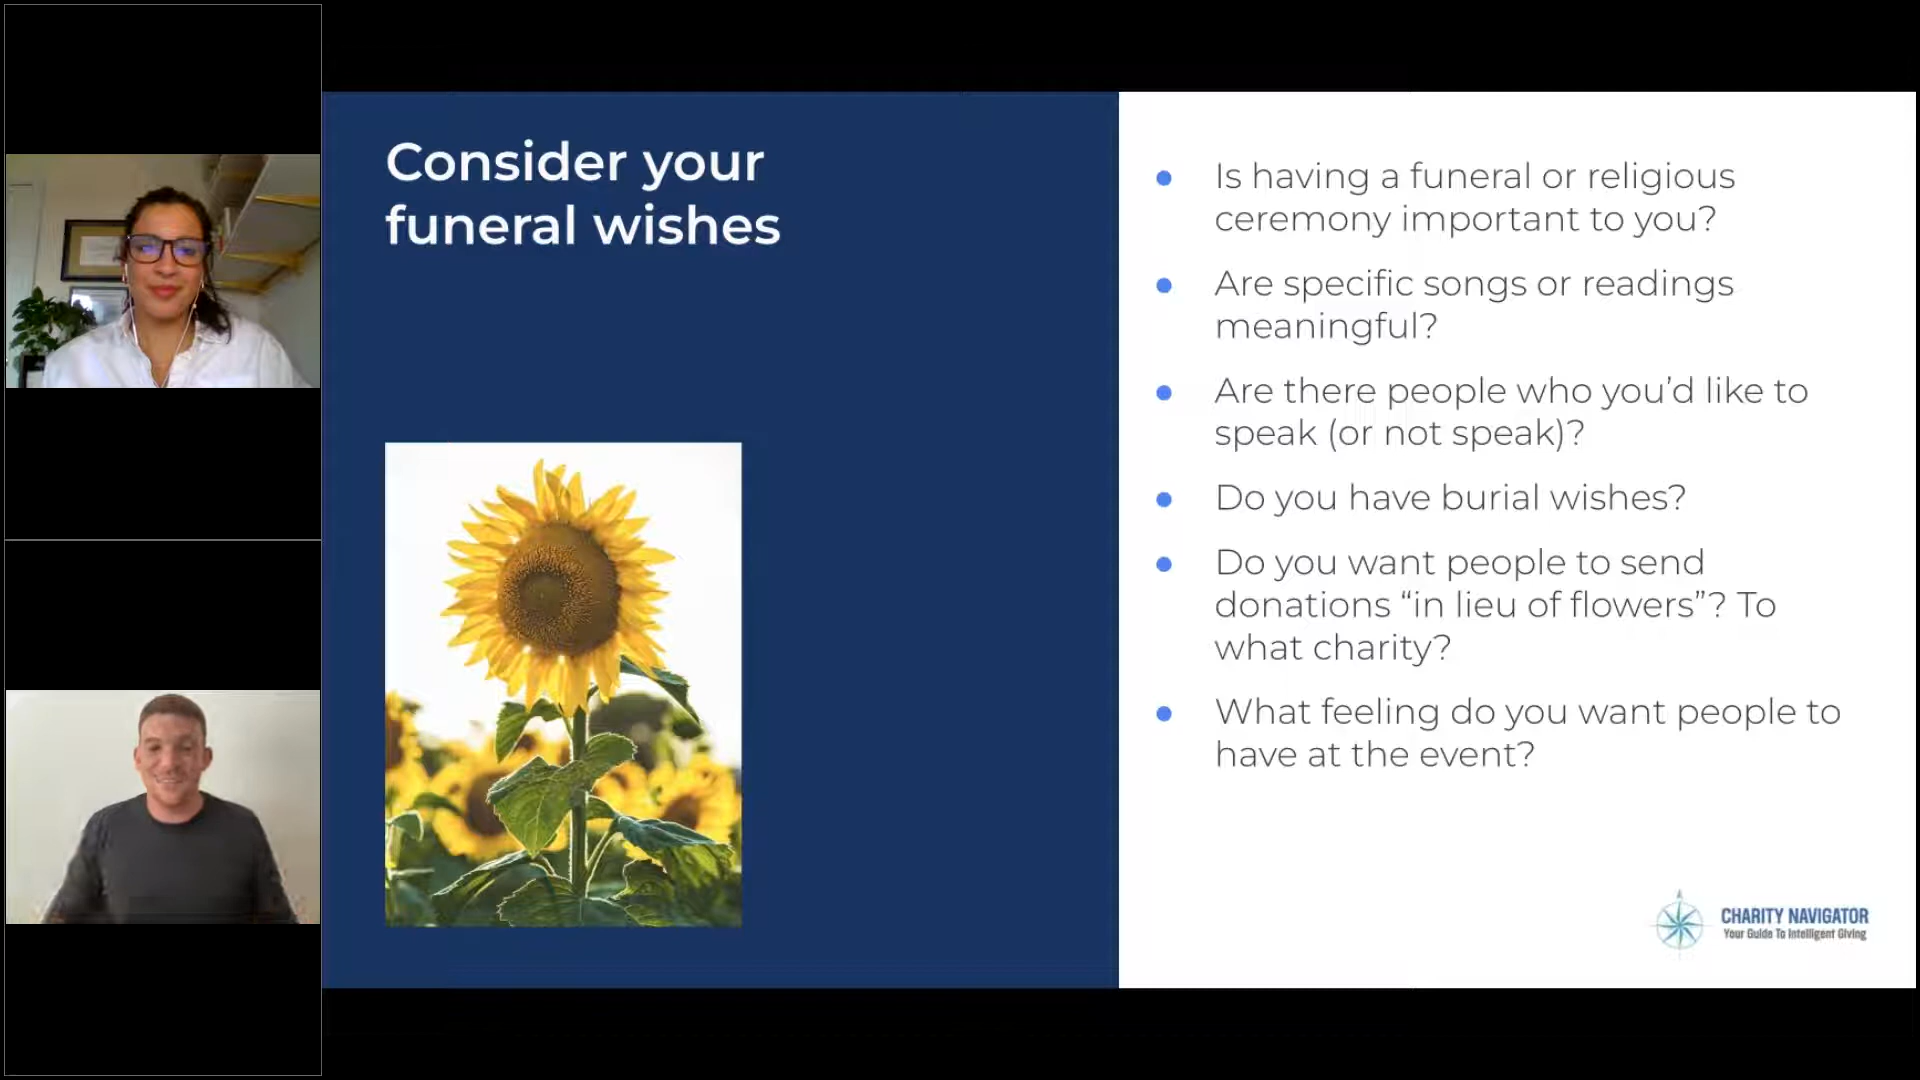 Consider your
funeral wishes
● Is having a funeral or religious
ceremony important to you?
● Are specific songs or readings
meaningful?
● Are there people who you’d like to
speak (or not speak)?
● Do you have burial wishes?
● Do you want people to send
donations “in lieu of flowers”? To
what charity?
● What feeling do you want people to
have at the event?
CHARITY NAVIGATOR
Your Guide To Intelligent Giving